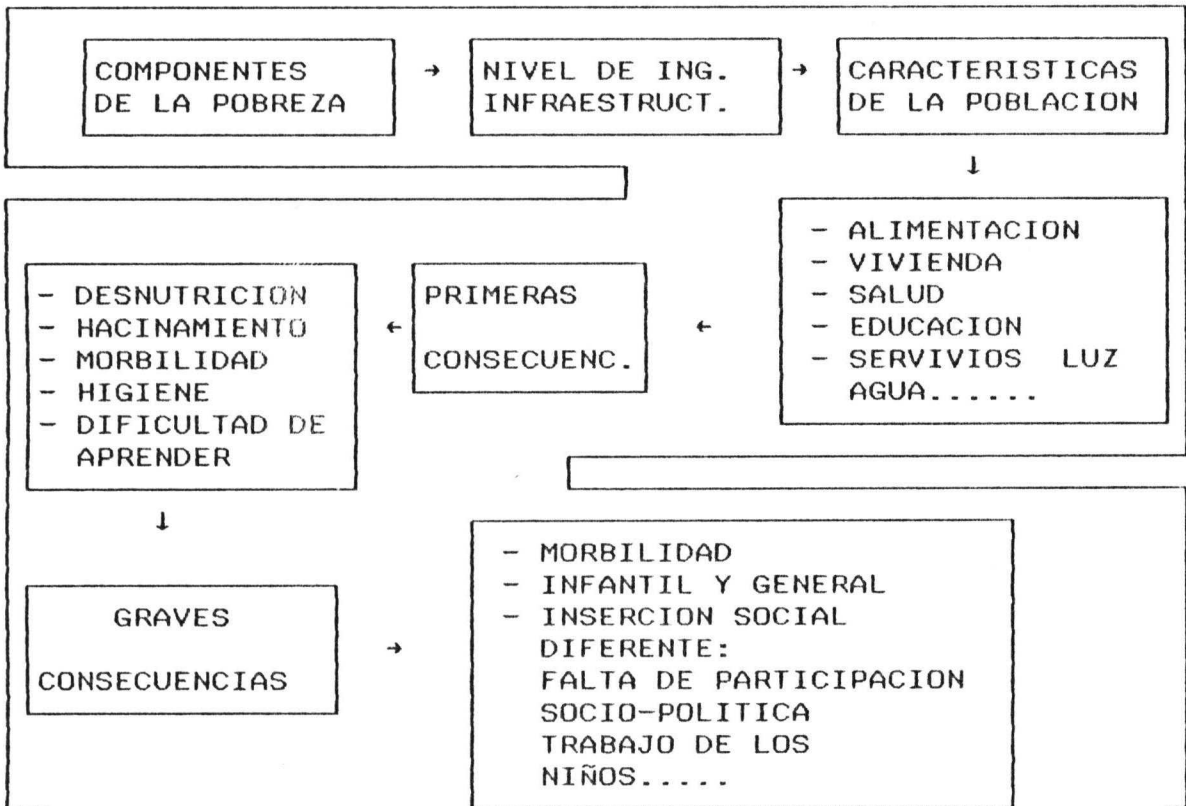 COMPONENTES
DE LA POBREZA
→
NIVEL DE ING.
INFRAESTRUCT.
→
CARACTERISTICAS
DE LA POBLACION
↓
- ALIMENTACION
- VIVIENDA
- SALUD
- EDUCACION
- SERVIVIOS LUZ
AGUA......
←
PRIMERAS
CONSECUENC.
←
- DESNUTRICION
- HACINAMIENTO
- MORBILIDAD
- HIGIENE
- DIFICULTAD DE
APRENDER
↓
GRAVES
CONSECUENCIAS
→
- MORBILIDAD
- INFANTIL Y GENERAL
- INSERCION SOCIAL
DIFERENTE:
FALTA DE PARTICIPACION
SOCIO-POLITICA
TRABAJO DE LOS
NIÑOS.....